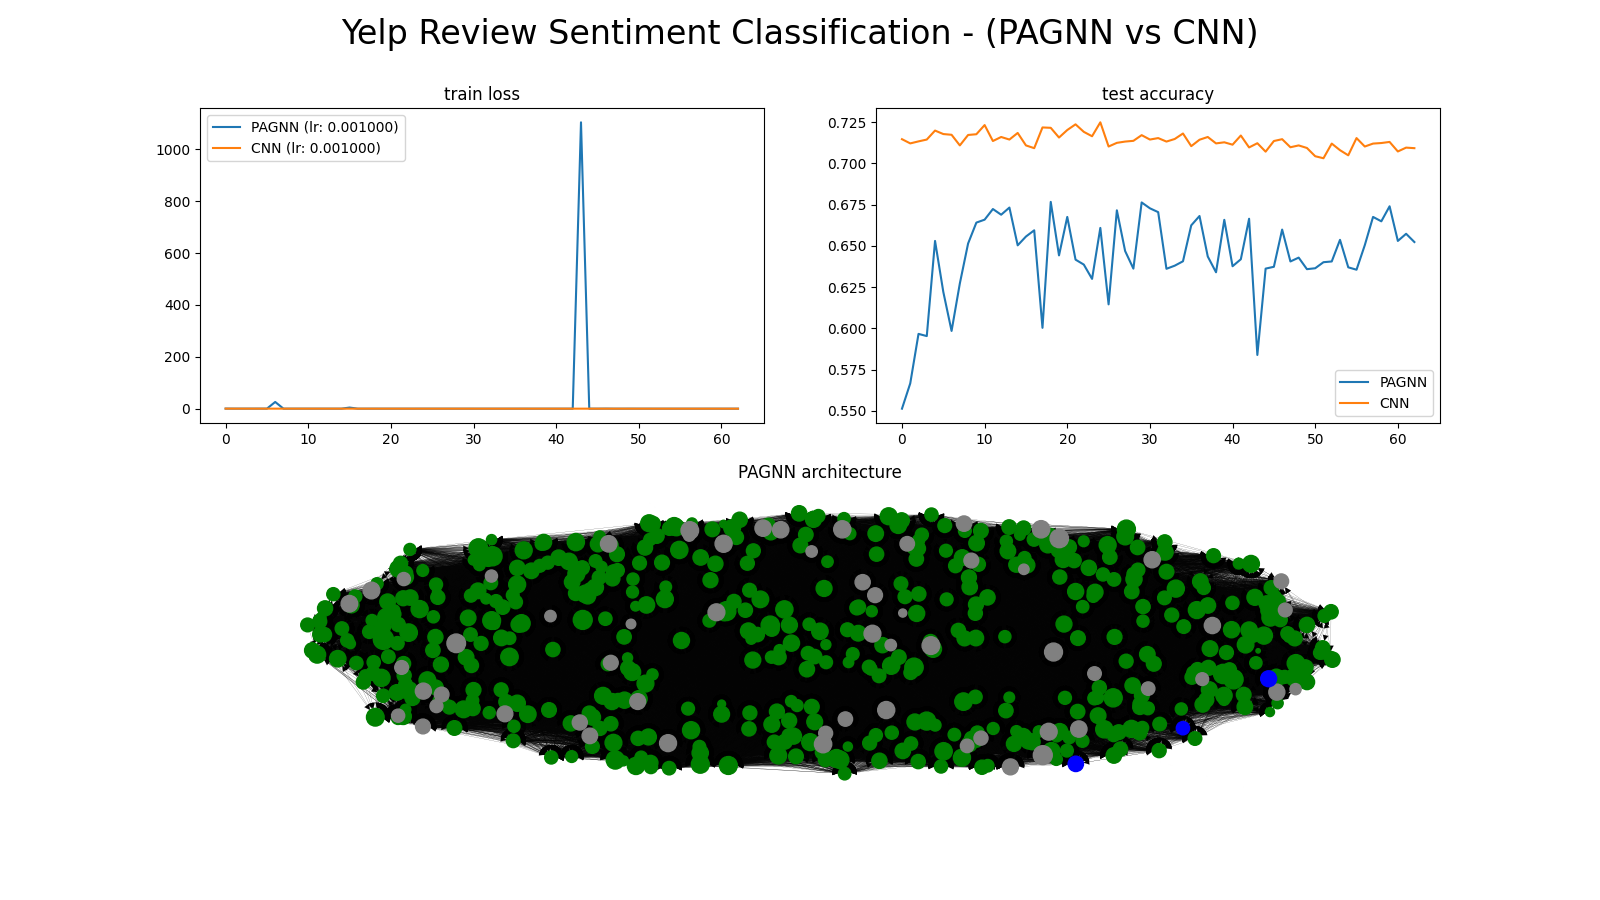 Yelp Review Sentiment Classification - (PAGNN vs CNN)
train loss
PAGNN (lr: 0.001000)
CNN (lr: 0.001000)
1000
800
600
400
200
0
0 10 20 30 40 50 60
test accuracy
0.725
0.700
0.675
0.650
0.625
0.600
0.575
0.550
PAGNN
CNN
0 10 20 30 40 50 60
PAGNN architecture